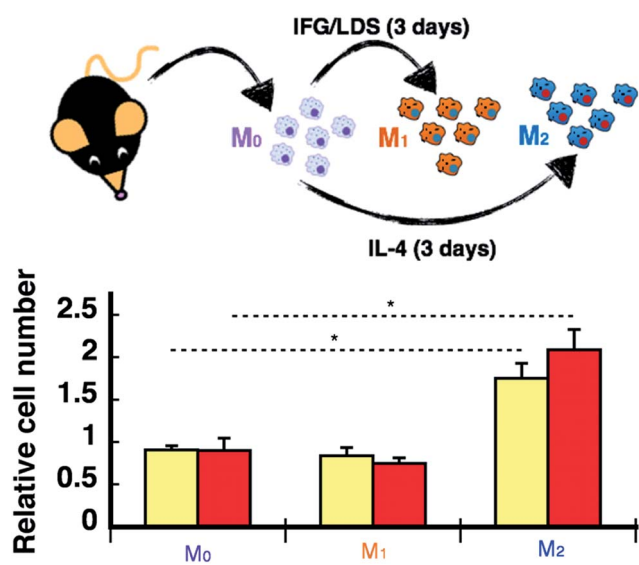 IFG/LDS (3 days)
M0
M1
M2
IL-4 (3 days)
Relative cell number
2.5
2
1.5
1
0.5
0
*
*
M0
M1
M2